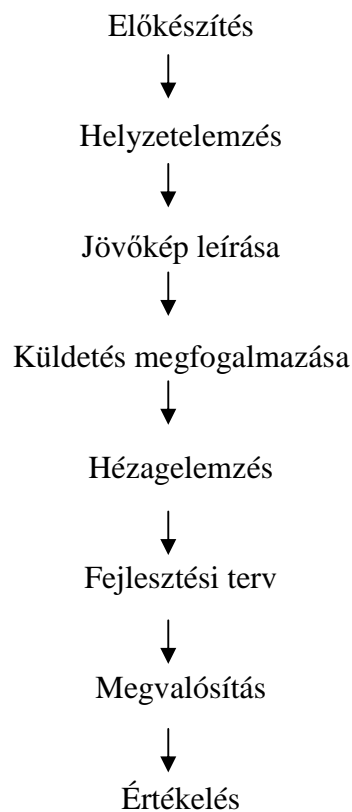 Előkészítés
Helyzetelemzés
Jövőkép leírása
Küldetés megfogalmazása
Hézagelemzés
Fejlesztési terv
Megvalósítás
Értékelés